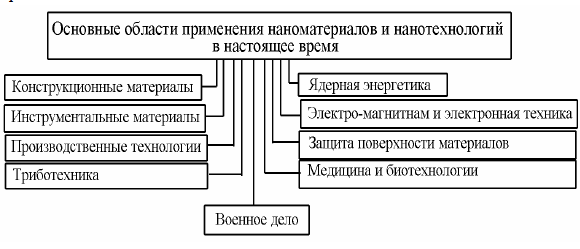 Основные области применения наноматериалов и нанотехнологий
в настоящее время
Конструкционные материалы
Инструментальные материалы
Производственные технологии
Триботехника
Ядерная энергетика
Электро-магнитнам и электронная техника
Защита поверхности материалов
Медицина и биотехнологии
Военное дело